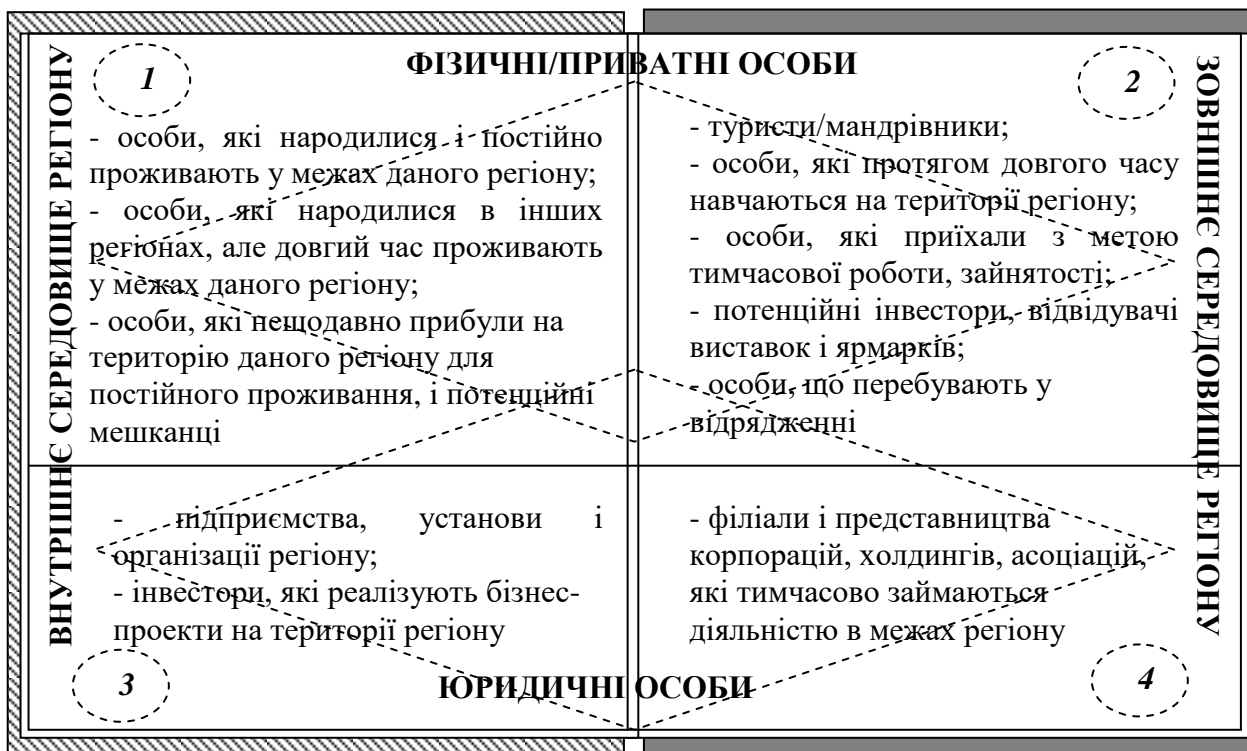 ФІЗИЧНІ/ПРИВАТНІ ОСОБИ
ВНУТРІШНЄ СЕРЕДОВИЩЕ РЕГІОНУ
1
- особи, які народилися і постійно
проживають у межах даного регіону;
- особи, які народилися в інших
регіонах, але довгий час проживають
у межах даного регіону;
- особи, які нещодавно прибули на
територію даного регіону для
постійного проживання, і потенційні
мешканці
2
- туристи/мандрівники;
- особи, які протягом довгого часу
навчаються на території регіону;
- особи, які приїхали з метою
тимчасової роботи, зайнятості;
- потенційні інвестори, відвідувачі
виставок і ярмарків;
- особи, що перебувають у
відрядженні
ЗОВНІШНЄ СЕРЕДОВИЩЕ РЕГІОНУ
- підприємства, установи і
організації регіону;
- інвестори, які реалізують бізнес-
проекти на території регіону
3
- філіали і представництва
корпорацій, холдингів, асоціацій,
які тимчасово займаються
діяльністю в межах регіону
4
ЮРИДИЧНІ ОСОБИ